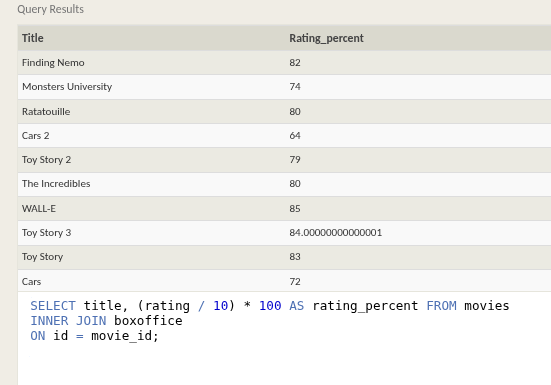 Query Results
Title Rating_percent
Finding Nemo 82
Monsters University 74
Ratatouille 80
Cars 2 64
Toy Story 2 79
The Incredibles 80
WALL-E 85
Toy Story 3 84.00000000000001
Toy Story 83
Cars 72
SELECT title, (rating / 10) * 100 AS rating_percent FROM movies
INNER JOIN boxoffice
ON id = movie_id;